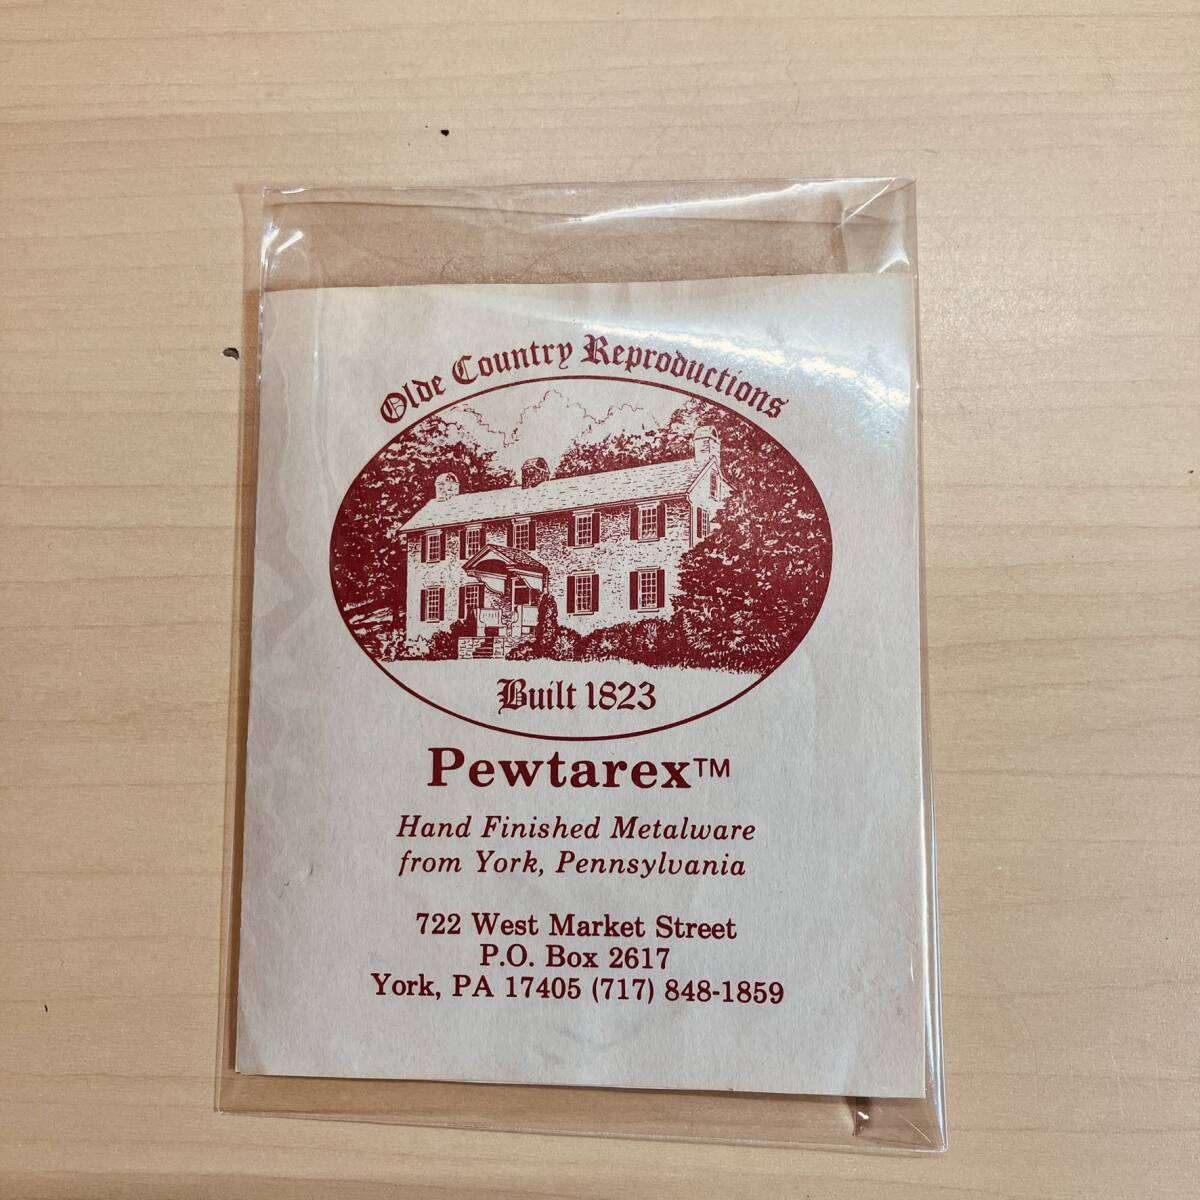 Olde Country Reproductions
Built 1823
Pewtarex™
Hand Finished Metalware
from York, Pennsylvania
722 West Market Street
P.O. Box 2617
York, PA 17405 (717) 848-1859